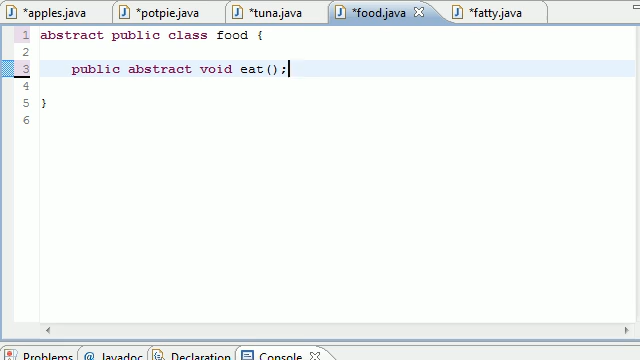 *apples.java *potpie.java *tuna.java *food.java *fatty.java
1 abstract public class food {
2
3 public abstract void eat();
4
5 }
6
Problems @ Javadoc Declaration Console